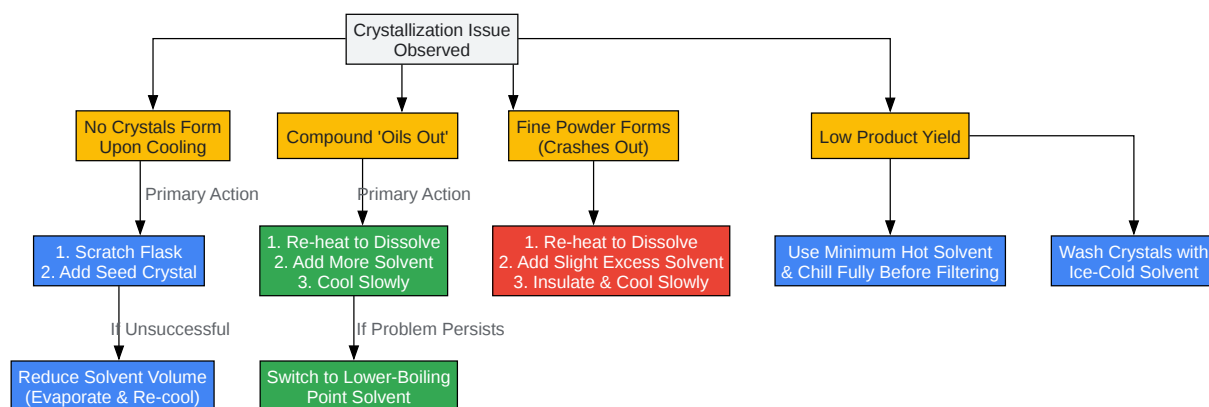 Crystallization Issue
Observed
No Crystals Form
Upon Cooling
Compound 'Oils Out'
Fine Powder Forms
(Crashes Out)
Low Product Yield
Primary Action
Primary Action
1. Scratch Flask
2. Add Seed Crystal
1. Re-heat to Dissolve
2. Add More Solvent
3. Cool Slowly
1. Re-heat to Dissolve
2. Add Slight Excess Solvent
3. Insulate & Cool Slowly
Use Minimum Hot Solvent
& Chill Fully Before Filtering
Wash Crystals with
Ice-Cold Solvent
If Unsuccessful
If Problem Persists
Reduce Solvent Volume
(Evaporate & Re-cool)
Switch to Lower-Boiling
Point Solvent